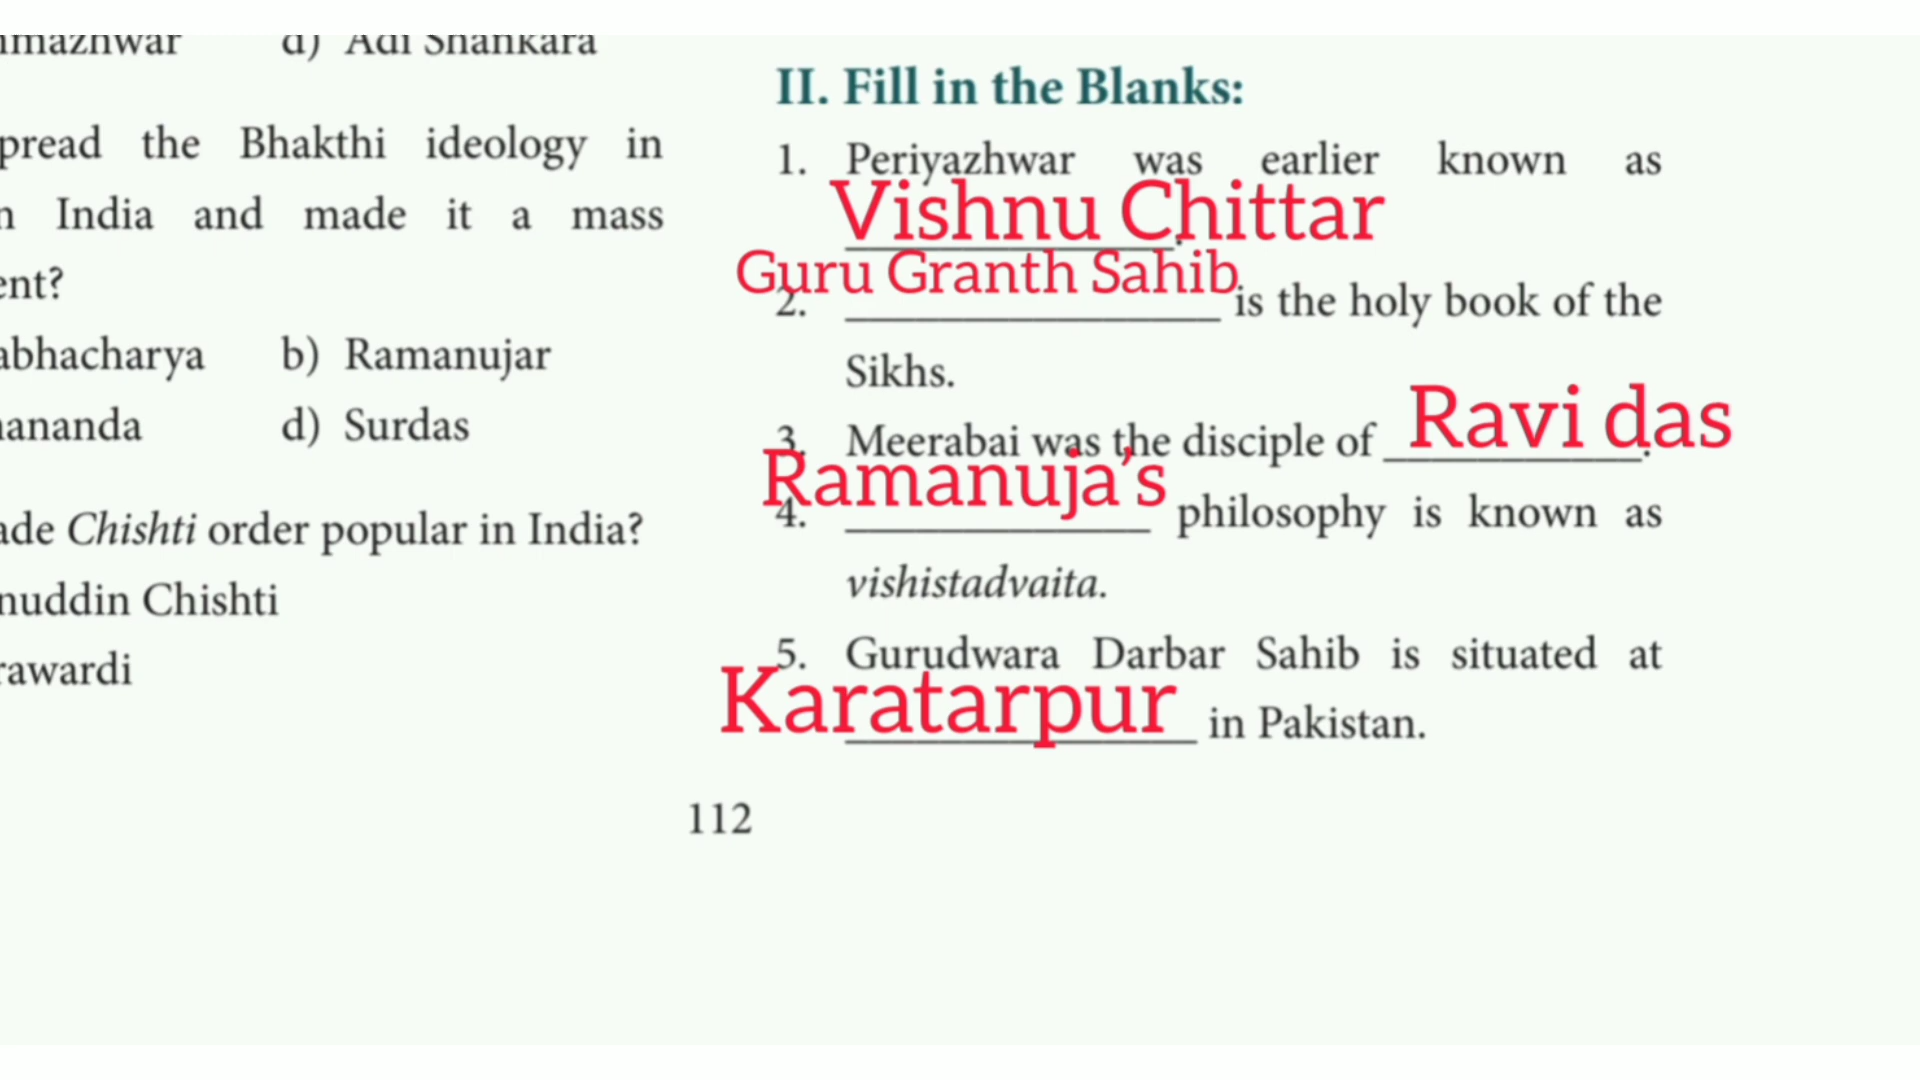 d) Adi Shankara
pread the Bhakthi ideology in
India and made it a mass
ent?
abhacharya b) Ramanujar
ananda d) Surdas
ade Chishti order popular in India?
nuddin Chishti
rawardi
II. Fill in the Blanks:
1. Periyazhwar was earlier known as
Vishnu Chittar
____________.
Guru Granth Sahib
2. ____________ is the holy book of the
Sikhs.
3. Meerabai was the disciple of Ravi das.
Ramanuja's
4. ____________ philosophy is known as
vishistadvaita.
5. Gurudwara Darbar Sahib is situated at
Karatarpur in Pakistan.
112